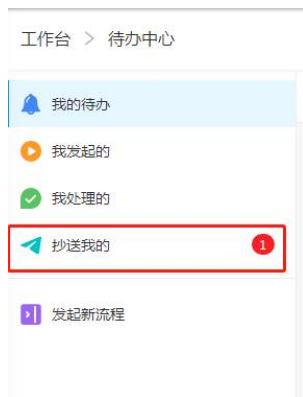 工作台 > 待办中心
我的待办
我发起的
我处理的
抄送我的 1
发起新流程